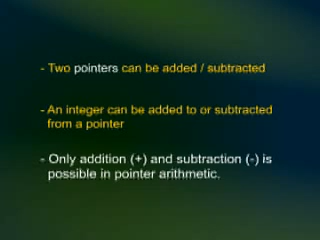 - Two pointers can be added / subtracted
- An integer can be added to or subtracted
from a pointer
- Only addition (+) and subtraction (-) is
possible in pointer arithmetic.